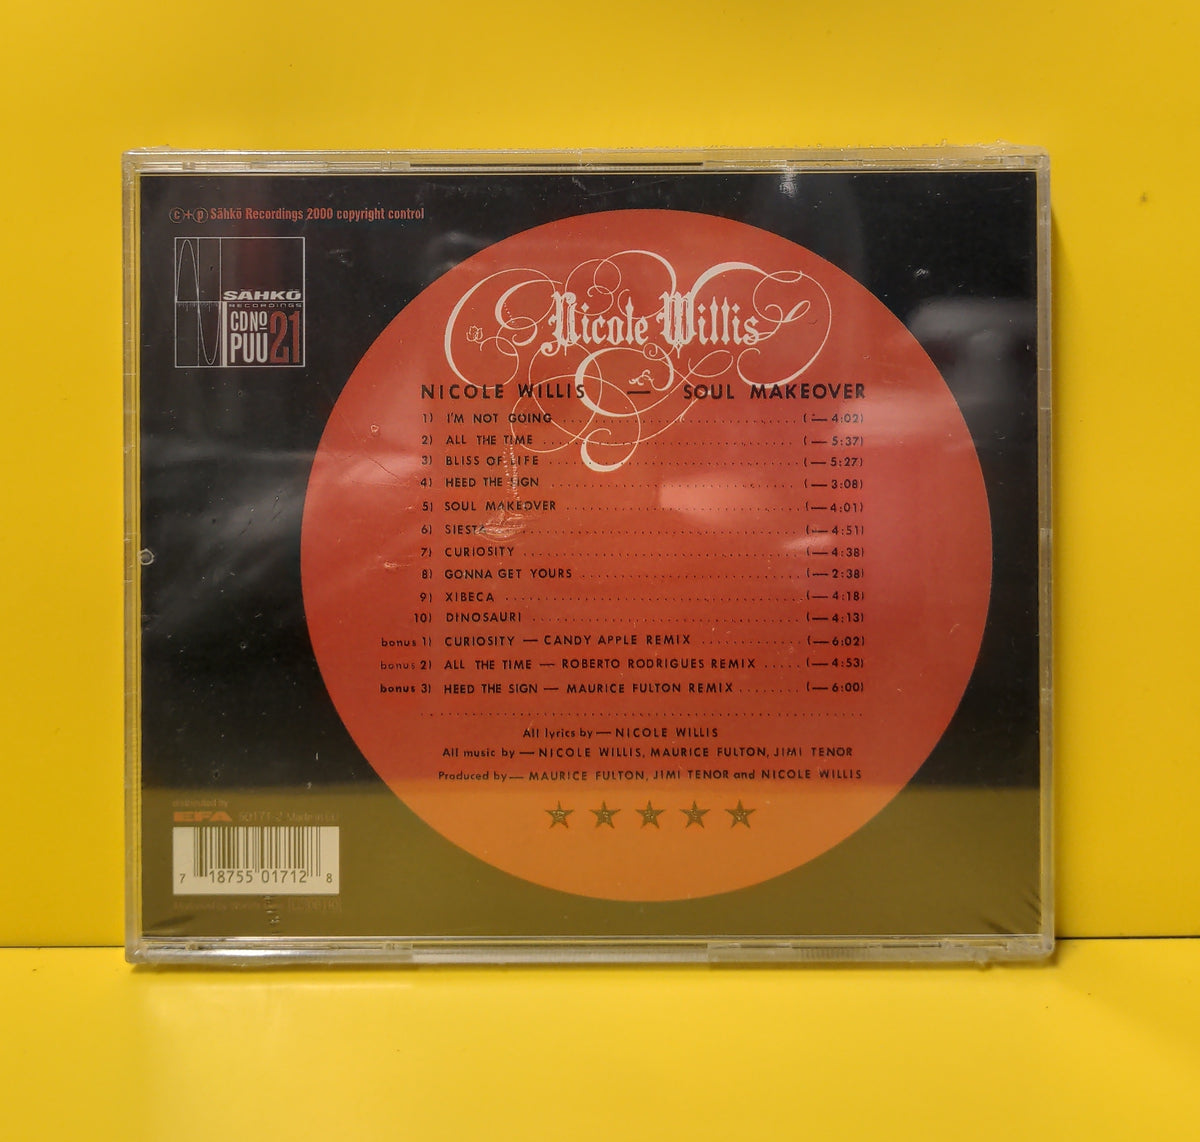 c+p Sähkö Recordings 2000 copyright control
SÄHKÖ
RECORDINGS
CD Nº
PUU 21
Nicole Willis
NICOLE WILLIS — SOUL MAKEOVER
1) I'M NOT GOING (— 4:02)
2) ALL THE TIME (— 5:37)
3) BLISS OF LIFE (— 5:27)
4) HEED THE SIGN (— 3:08)
5) SOUL MAKEOVER (— 4:01)
6) SIESTA (— 4:51)
7) CURIOSITY (— 4:38)
8) GONNA GET YOURS (— 2:38)
9) XIBECA (— 4:18)
10) DINOSAURI (— 4:13)
bonus 1) CURIOSITY — CANDY APPLE REMIX (— 6:02)
bonus 2) ALL THE TIME — ROBERTO RODRIGUES REMIX (— 4:53)
bonus 3) HEED THE SIGN — MAURICE FULTON REMIX (— 6:00)
All lyrics by — NICOLE WILLIS
All music by — NICOLE WILLIS, MAURICE FULTON, JIMI TENOR
Produced by — MAURICE FULTON, JIMI TENOR and NICOLE WILLIS
distributed by
EFA 50171-2 Made in EU
7 18755 01712 8